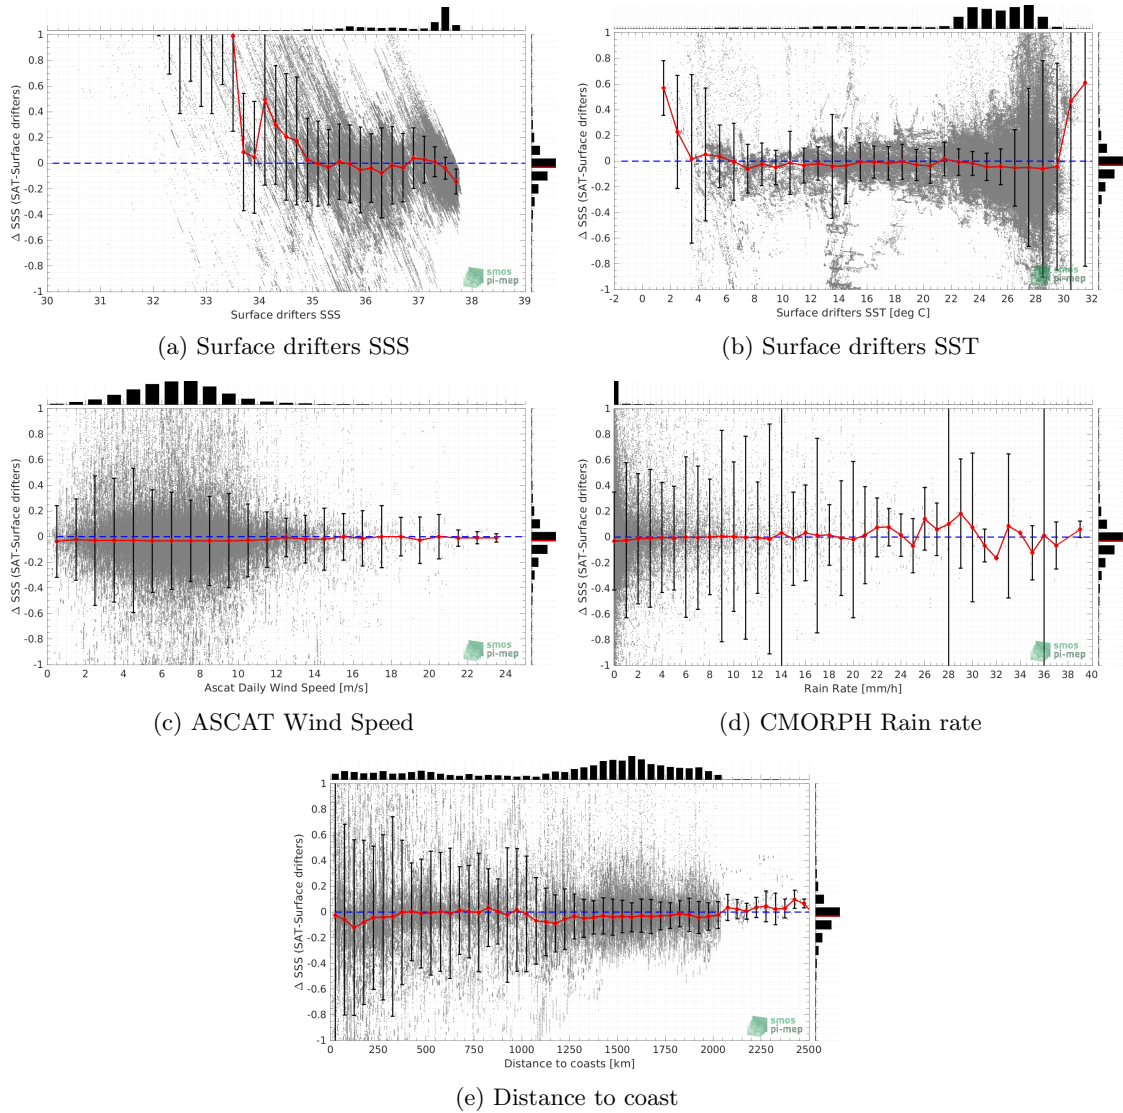 Δ SSS (SAT-Surface drifters)
1
0.8
0.6
0.4
0.2
0
-0.2
-0.4
-0.6
-0.8
-1
30 31 32 33 34 35 36 37 38 39
Surface drifters SSS
smos
pi-mep
(a) Surface drifters SSS
Δ SSS (SAT-Surface drifters)
1
0.8
0.6
0.4
0.2
0
-0.2
-0.4
-0.6
-0.8
-1
-2 0 2 4 6 8 10 12 14 16 18 20 22 24 26 28 30 32
Surface drifters SST [deg C]
smos
pi-mep
(b) Surface drifters SST
Δ SSS (SAT-Surface drifters)
1
0.8
0.6
0.4
0.2
0
-0.2
-0.4
-0.6
-0.8
-1
0 2 4 6 8 10 12 14 16 18 20 22 24
Ascat Daily Wind Speed [m/s]
smos
pi-mep
(c) ASCAT Wind Speed
Δ SSS (SAT-Surface drifters)
1
0.8
0.6
0.4
0.2
0
-0.2
-0.4
-0.6
-0.8
-1
0 2 4 6 8 10 12 14 16 18 20 22 24 26 28 30 32 34 36 38 40
Rain Rate [mm/h]
smos
pi-mep
(d) CMORPH Rain rate
Δ SSS (SAT-Surface drifters)
1
0.8
0.6
0.4
0.2
0
-0.2
-0.4
-0.6
-0.8
-1
0 250 500 750 1000 1250 1500 1750 2000 2250 2500
Distance to coasts [km]
smos
pi-mep
(e) Distance to coast